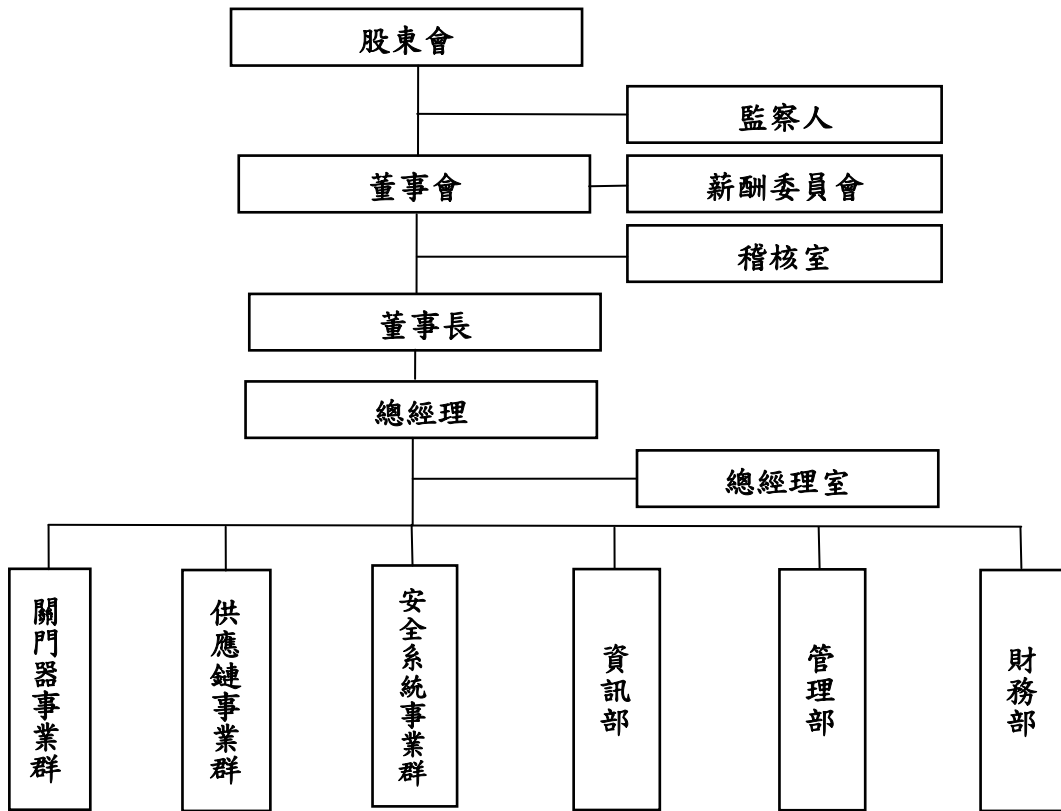 股東會
監察人
董事會
薪酬委員會
稽核室
董事長
總經理
總經理室
關門器事業群
供應鏈事業群
安全系統事業群
資訊部
管理部
財務部